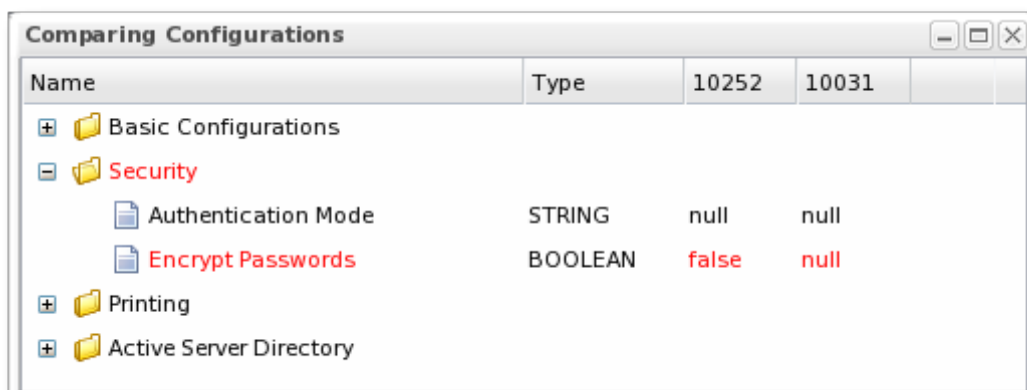 Comparing Configurations
Name Type 10252 10031
Basic Configurations
Security
Authentication Mode STRING null null
Encrypt Passwords BOOLEAN false null
Printing
Active Server Directory